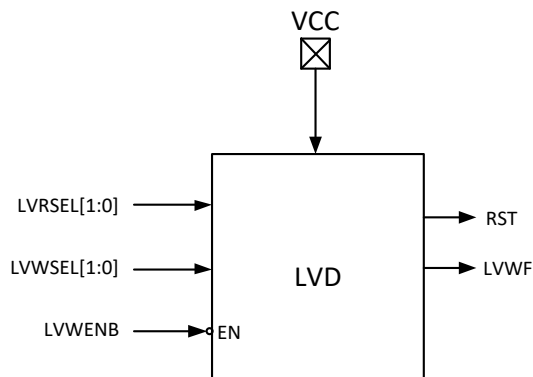 VCC
LVRSEL[1:0]
RST
LVWSEL[1:0]
LVD
LVWF
LVWENB
EN